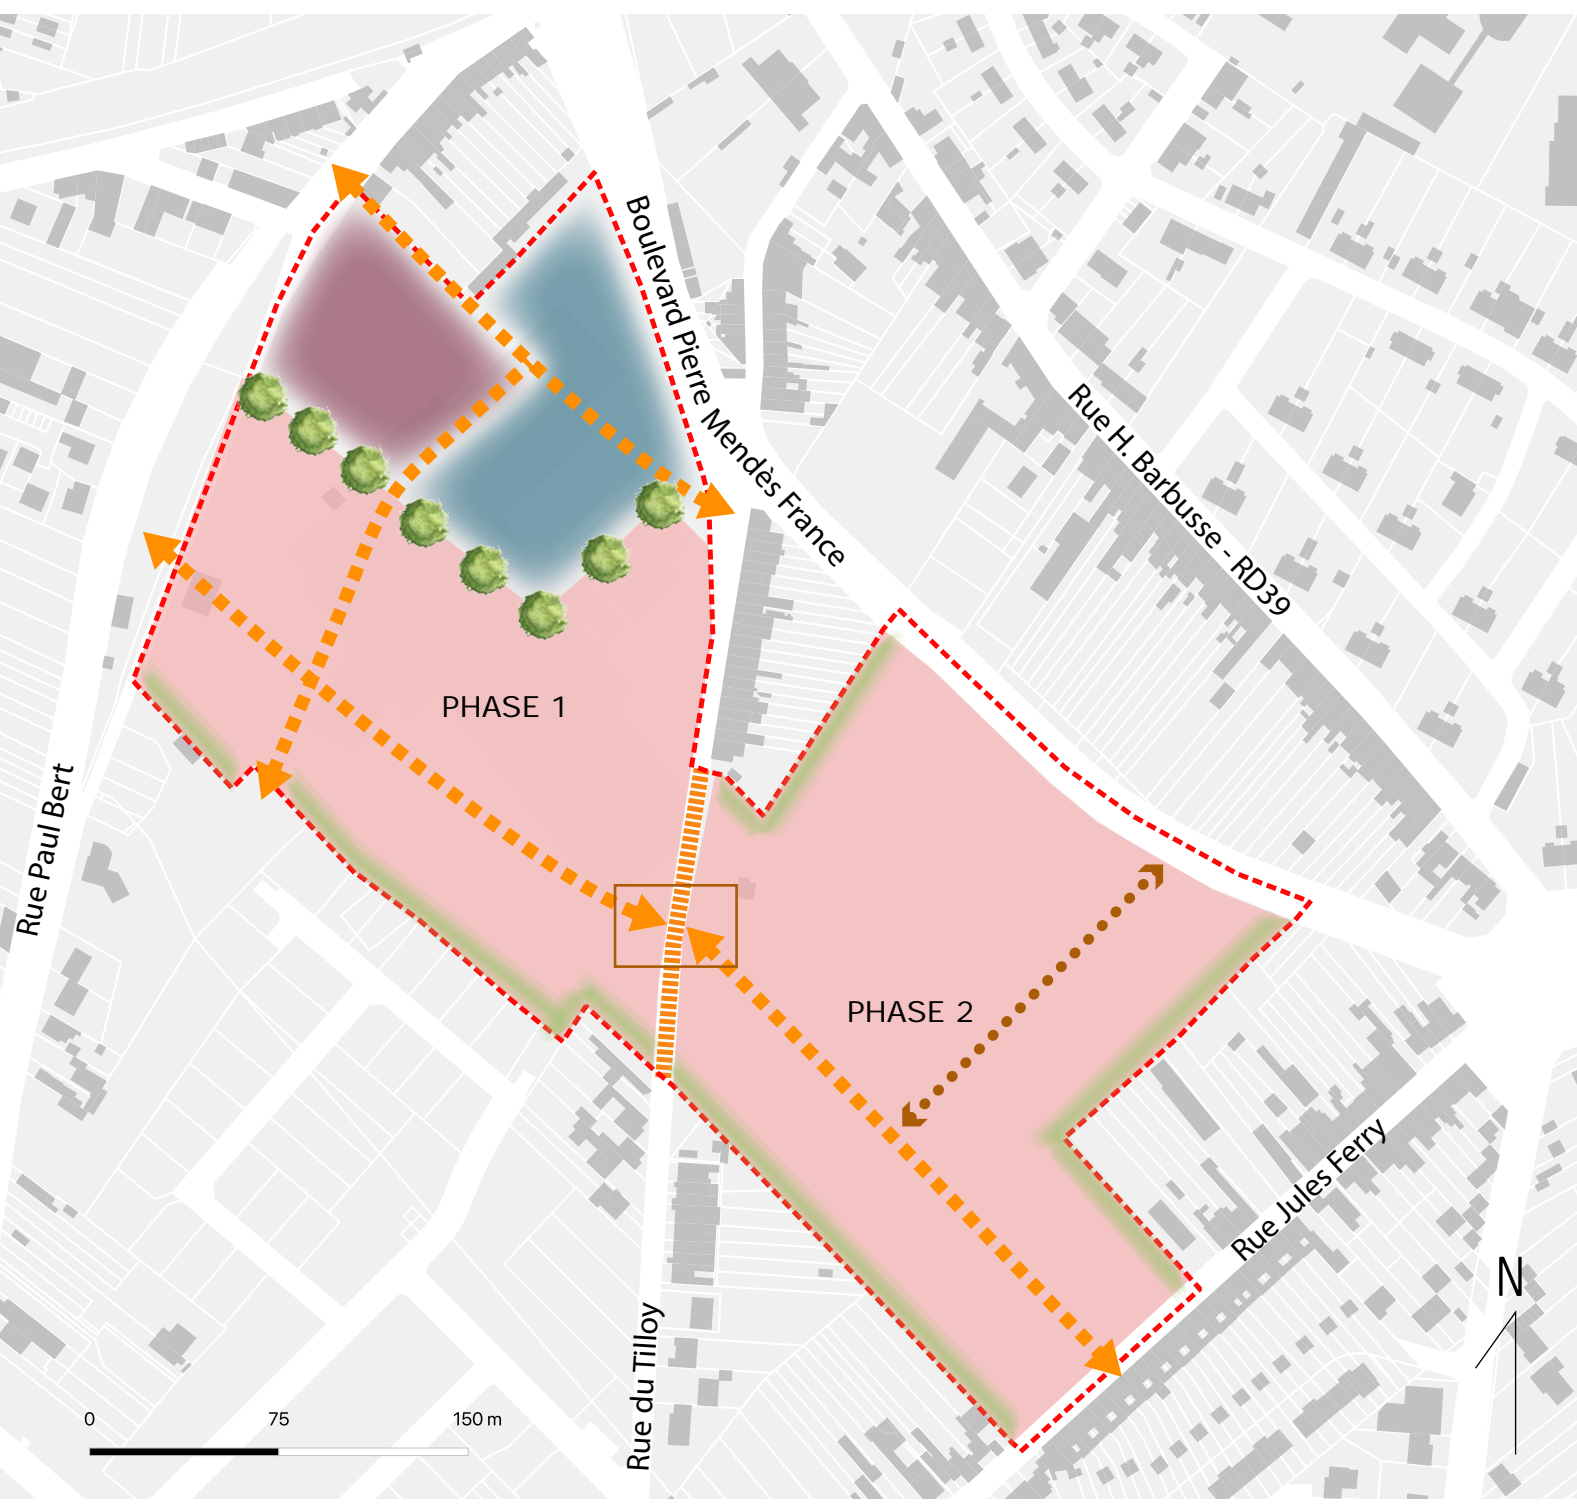 Boulevard Pierre Mendès France
Rue H. Barbusse - RD39
PHASE 1
Rue Paul Bert
PHASE 2
Rue Jules Ferry
N
Rue du Tilloy
0 75 150 m